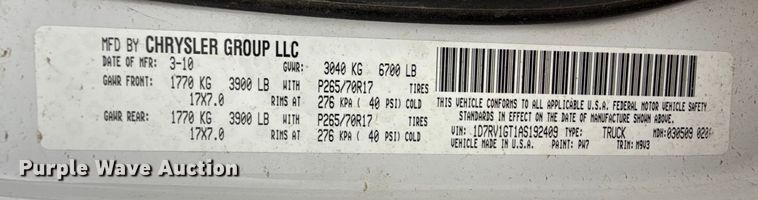 MFD BY CHRYSLER GROUP LLC
DATE OF MFR: 3-10 GVWR: 3040 KG 6700 LB
GAWR FRONT: 1770 KG 3900 LB WITH P265/70R17 TIRES
17X7.0 RIMS AT 276 KPA ( 40 PSI) COLD
GAWR REAR: 1770 KG 3900 LB WITH P265/70R17 TIRES
17X7.0 RIMS AT 276 KPA ( 40 PSI) COLD
THIS VEHICLE CONFORMS TO ALL APPLICABLE U.S.A. FEDERAL MOTOR VEHICLE SAFETY
STANDARDS IN EFFECT ON THE DATE OF MANUFACTURE SHOWN ABOVE
VIN: 1D7RV1GT1AS192409 TYPE: TRUCK MDH: 030509
VEHICLE MADE IN U.S.A. PAINT: PW7 TRIM: M9V3
Purple Wave Auction